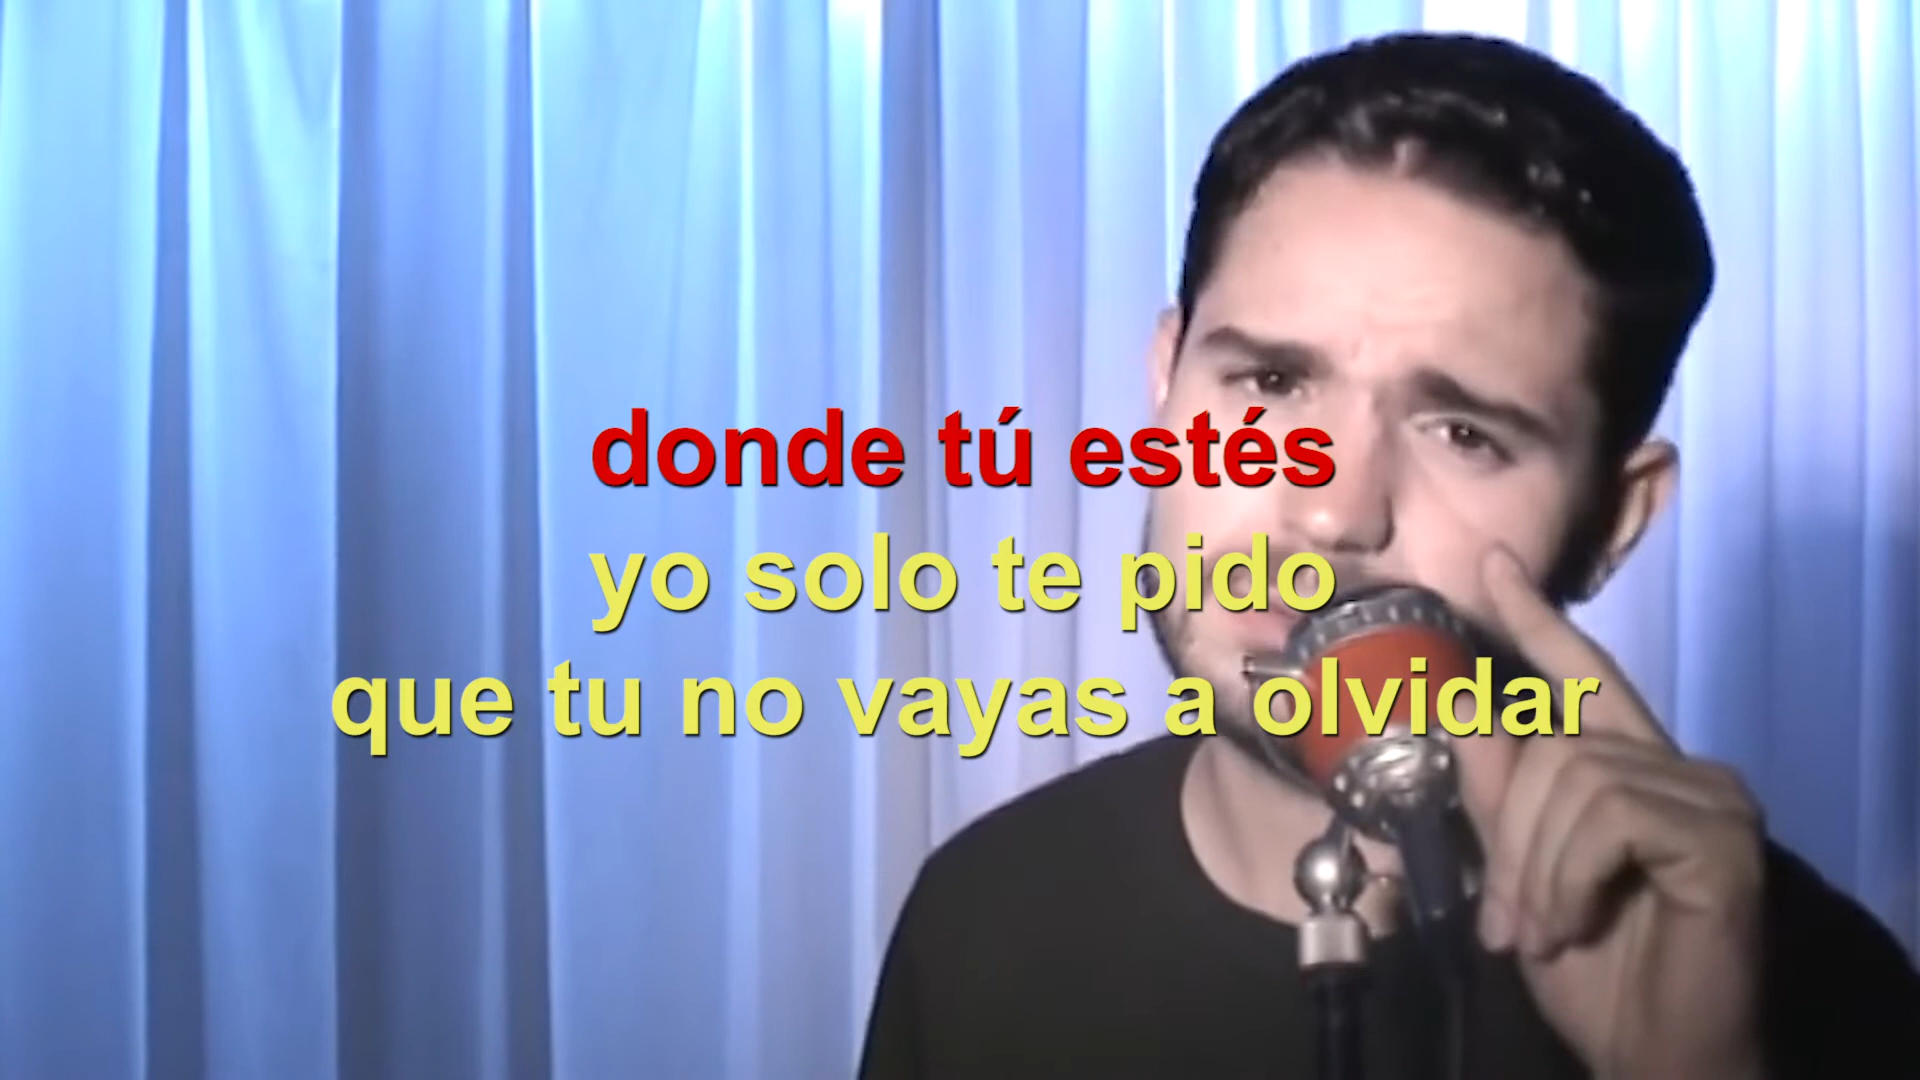 donde tú estés
yo solo te pido
que tu no vayas a olvidar